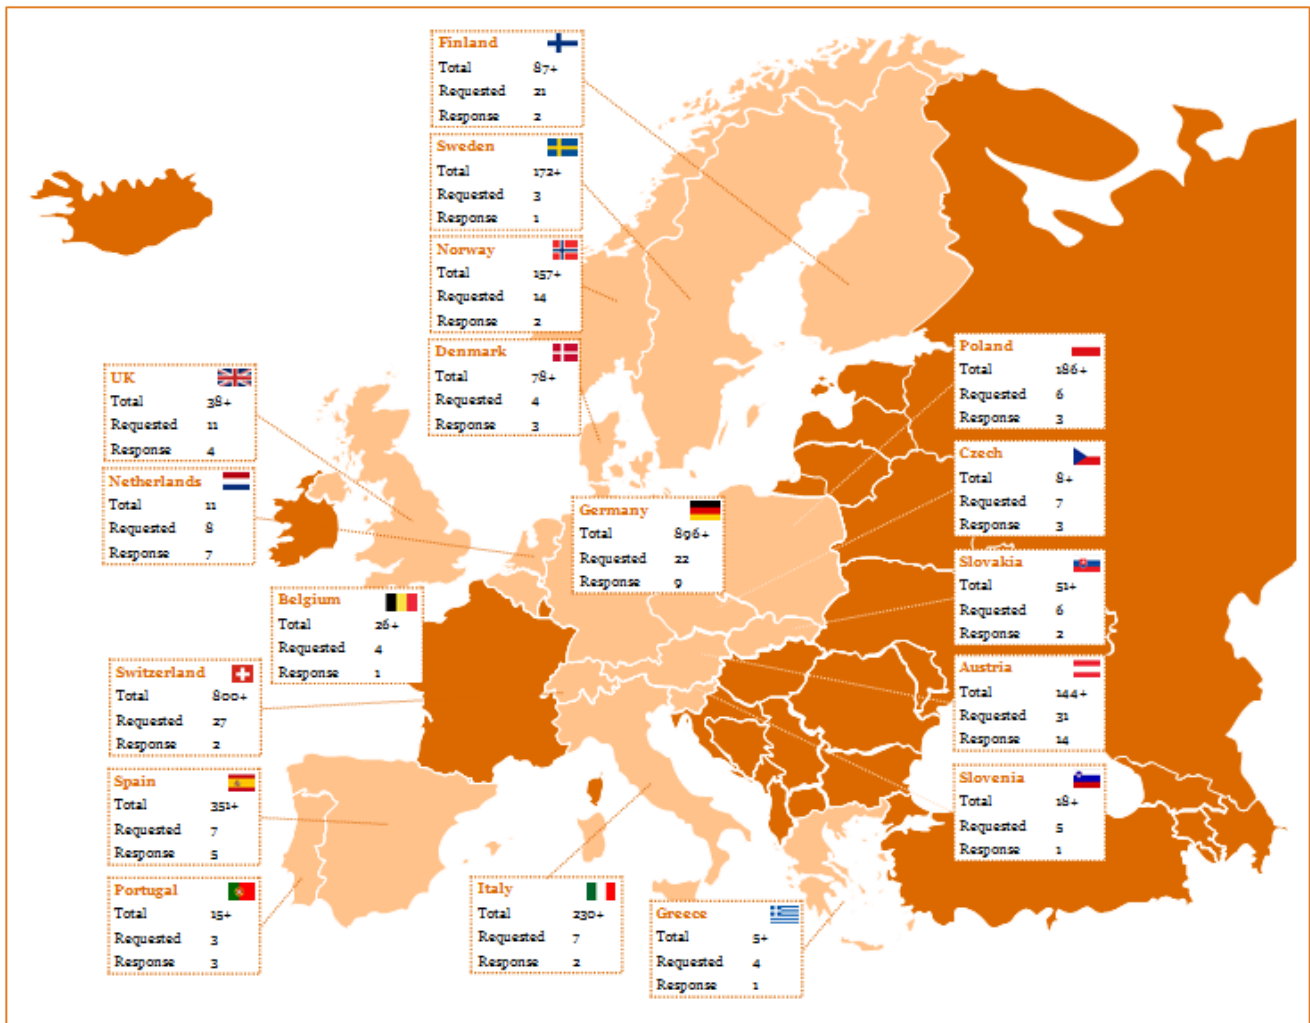 Finland
Total 87+
Requested 21
Response 2
Sweden
Total 172+
Requested 3
Response 1
Norway
Total 157+
Requested 14
Response 2
Denmark
Total 78+
Requested 4
Response 3
UK
Total 38+
Requested 11
Response 4
Netherlands
Total 11
Requested 8
Response 7
Belgium
Total 26+
Requested 4
Response 1
Switzerland
Total 800+
Requested 27
Response 2
Spain
Total 351+
Requested 7
Response 5
Portugal
Total 15+
Requested 3
Response 3
Germany
Total 896+
Requested 22
Response 9
Italy
Total 230+
Requested 7
Response 2
Greece
Total 5+
Requested 4
Response 1
Poland
Total 186+
Requested 6
Response 3
Czech
Total 8+
Requested 7
Response 3
Slovakia
Total 51+
Requested 6
Response 2
Austria
Total 144+
Requested 31
Response 14
Slovenia
Total 18+
Requested 5
Response 1